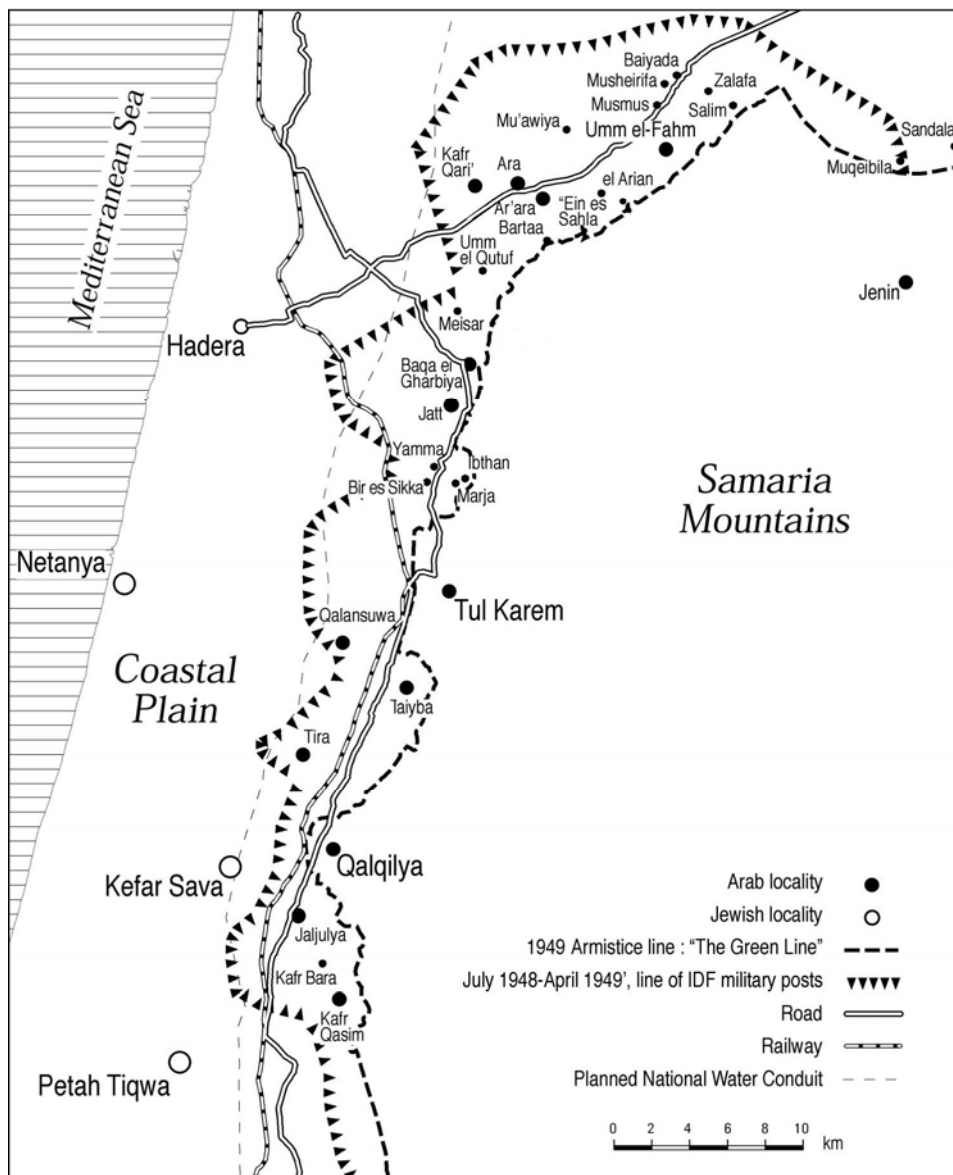 Mediterranean Sea
Baiyada
Musheirifa
Zalafa
Musmus
Salim
Mu'awiya
Umm el-Fahm
Sandala
Muqeibila
Kafr
Qari'
Ara
el Arian
Ar'ara
"Ein es
Sahla
Bartaa
Umm
el Qutuf
Jenin
Meisar
Hadera
Baqa el
Gharbiya
Jatt
Yamma
Ibthan
Bir es Sikka
Marja
Samaria
Mountains
Netanya
Tul Karem
Qalansuwa
Coastal
Plain
Taiyba
Tira
Qalqilya
Kefar Sava
Jaljulya
Kafr Bara
Kafr
Qasim
Petah Tiqwa
Arab locality
Jewish locality
1949 Armistice line : “The Green Line”
July 1948-April 1949’, line of IDF military posts
Road
Railway
Planned National Water Conduit
0 2 4 6 8 10
km